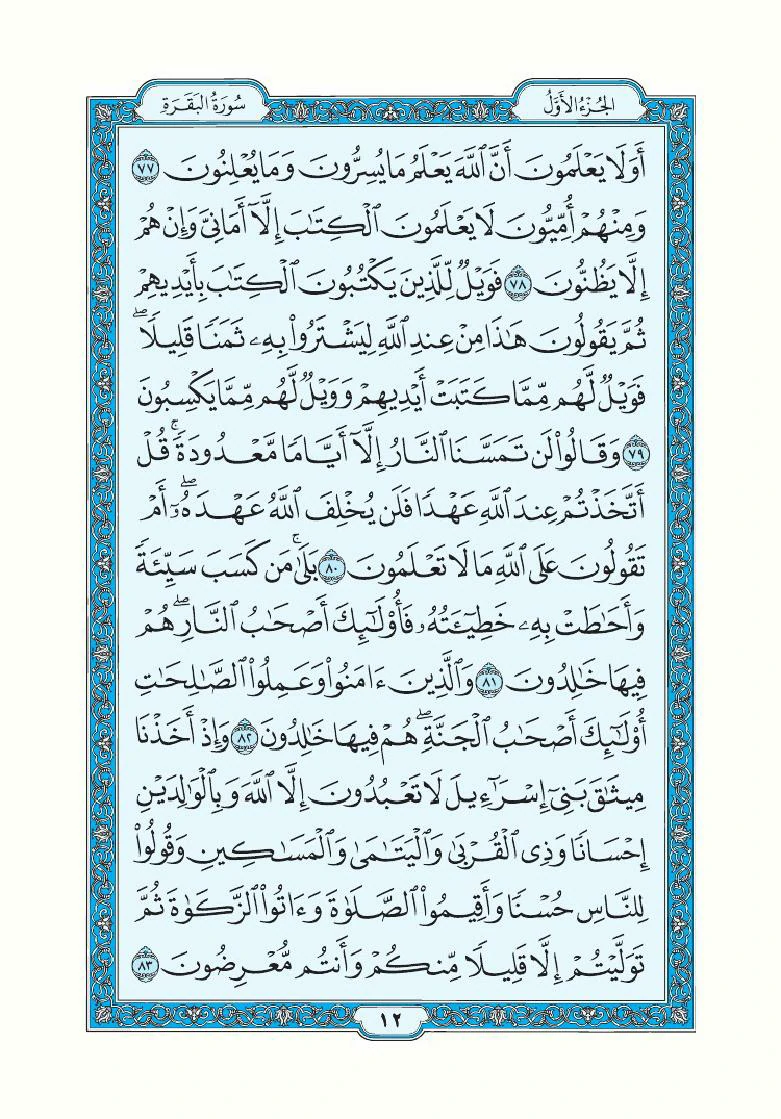 الجُزءُ الأَوَّلُ
سُورَةُ البَقَرَةِ
أَوَلَا يَعۡلَمُونَ أَنَّ ٱللَّهَ يَعۡلَمُ مَا يُسِرُّونَ وَمَا يُعۡلِنُونَ ٧٧
وَمِنۡهُمۡ أُمِّيُّونَ لَا يَعۡلَمُونَ ٱلۡكِتَٰبَ إِلَّآ أَمَانِيَّ وَإِنۡ هُمۡ
إِلَّا يَظُنُّونَ ٧٨ فَوَيۡلٞ لِّلَّذِينَ يَكۡتُبُونَ ٱلۡكِتَٰبَ بِأَيۡدِيهِمۡ
ثُمَّ يَقُولُونَ هَٰذَا مِنۡ عِندِ ٱللَّهِ لِيَشۡتَرُواْ بِهِۦ ثَمَنٗا قَلِيلٗاۖ
فَوَيۡلٞ لَّهُم مِّمَّا كَتَبَتۡ أَيۡدِيهِمۡ وَوَيۡلٞ لَّهُم مِّمَّا يَكۡسِبُونَ
٧٩ وَقَالُواْ لَن تَمَسَّنَا ٱلنَّارُ إِلَّآ أَيَّامٗا مَّعۡدُودَةٗۚ قُلۡ
أَتَّخَذۡتُمۡ عِندَ ٱللَّهِ عَهۡدٗا فَلَن يُخۡلِفَ ٱللَّهُ عَهۡدَهُۥٓۖ أَمۡ
تَقُولُونَ عَلَى ٱللَّهِ مَا لَا تَعۡلَمُونَ ٨٠ بَلَىٰۚ مَن كَسَبَ سَيِّئَةٗ
وَأَحَٰطَتۡ بِهِۦ خَطِيٓـَٔتُهُۥ فَأُوْلَٰٓئِكَ أَصۡحَٰبُ ٱلنَّارِۖ هُمۡ
فِيهَا خَٰلِدُونَ ٨١ وَٱلَّذِينَ ءَامَنُواْ وَعَمِلُواْ ٱلصَّٰلِحَٰتِ
أُوْلَٰٓئِكَ أَصۡحَٰبُ ٱلۡجَنَّةِۖ هُمۡ فِيهَا خَٰلِدُونَ ٨٢ وَإِذۡ أَخَذۡنَا
مِيثَٰقَ بَنِيٓ إِسۡرَٰٓءِيلَ لَا تَعۡبُدُونَ إِلَّا ٱللَّهَ وَبِٱلۡوَٰلِدَيۡنِ
إِحۡسَانٗا وَذِي ٱلۡقُرۡبَىٰ وَٱلۡيَتَٰمَىٰ وَٱلۡمَسَٰكِينِ وَقُولُواْ
لِلنَّاسِ حُسۡنٗا وَأَقِيمُواْ ٱلصَّلَوٰةَ وَءَاتُواْ ٱلزَّكَوٰةَ ثُمَّ
تَوَلَّيۡتُمۡ إِلَّا قَلِيلٗا مِّنكُمۡ وَأَنتُم مُّعۡرِضُونَ ٨٣
١٢